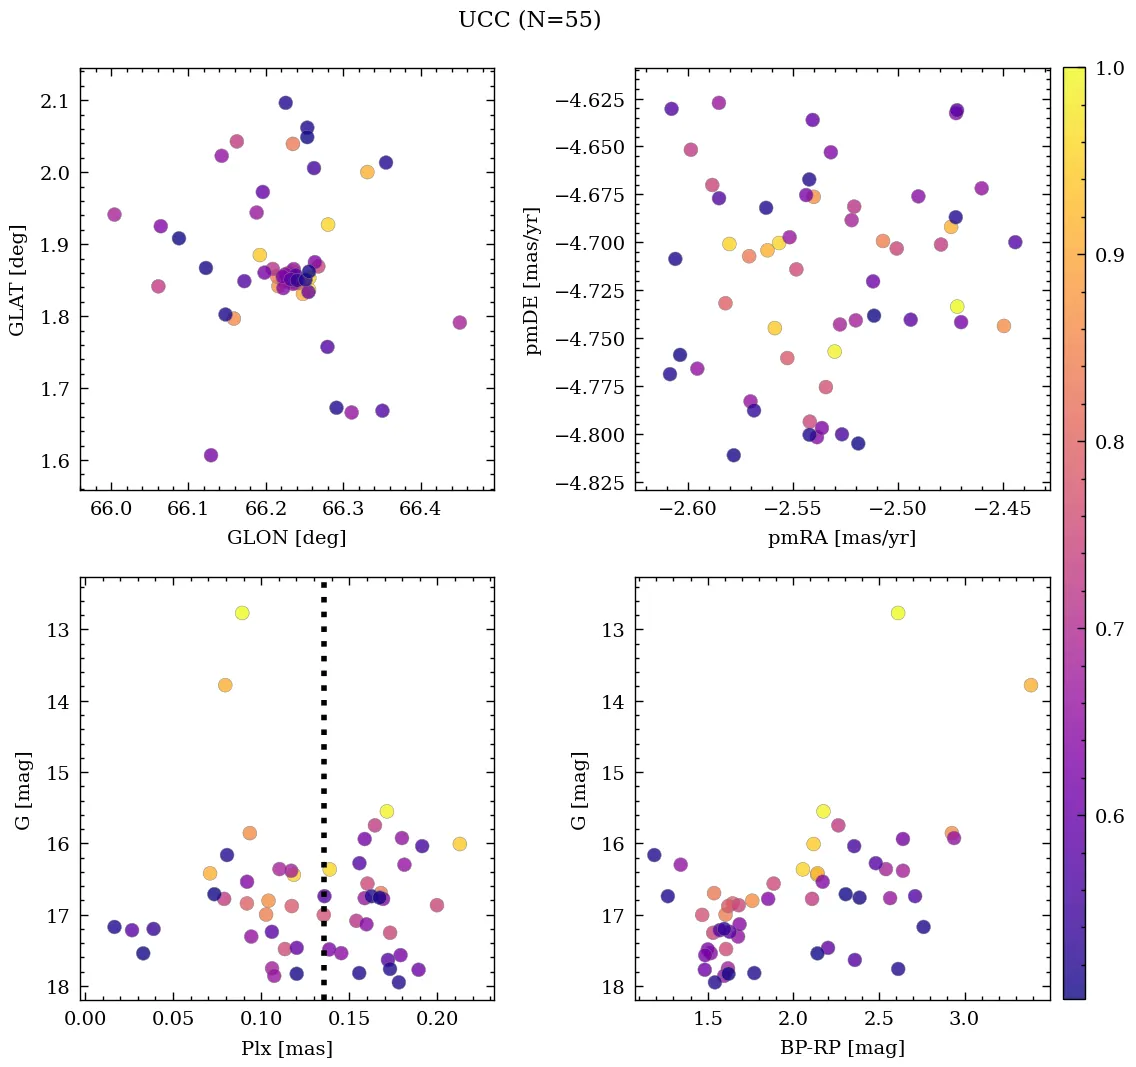 UCC (N=55)
2.1
2.0
1.9
1.8
1.7
1.6
GLAT [deg]
66.0 66.1 66.2 66.3 66.4
GLON [deg]
−4.625
−4.650
−4.675
−4.700
−4.725
−4.750
−4.775
−4.800
−4.825
pmDE [mas/yr]
−2.60 −2.55 −2.50 −2.45
pmRA [mas/yr]
1.0
0.9
0.8
0.7
0.6
13
14
15
16
17
18
G [mag]
0.00 0.05 0.10 0.15 0.20
Plx [mas]
13
14
15
16
17
18
G [mag]
1.5 2.0 2.5 3.0
BP-RP [mag]